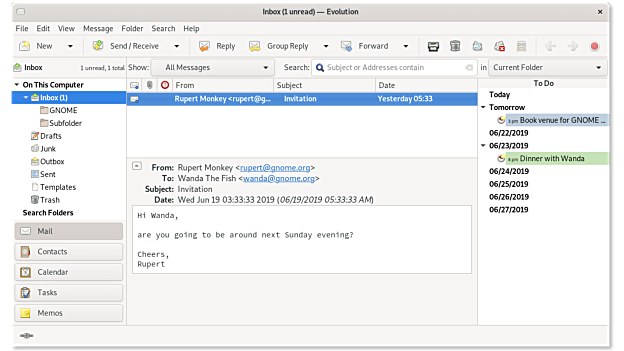 Inbox (1 unread) — Evolution
×
File Edit View Message Folder Search Help
New Send / Receive Reply Group Reply Forward
Inbox 1 unread, 1 total Show: All Messages Search: Subject or Addresses contain in Current Folder
On This Computer
Inbox (1)
GNOME
Subfolder
Drafts
Junk
Outbox
Sent
Templates
Trash
Search Folders
Mail
Contacts
Calendar
Tasks
Memos
From Subject Date
Rupert Monkey <rupert@g... Invitation Yesterday 05:33
From: Rupert Monkey <rupert@gnome.org>
To: Wanda The Fish <wanda@gnome.org>
Subject: Invitation
Date: Wed Jun 19 03:33:33 2019 (06/19/2019 05:33:33 AM)
Hi Wanda,
are you going to be around next Sunday evening?
Cheers,
Rupert
To Do
Today
Tomorrow
Book venue for GNOME ...
06/22/2019
06/23/2019
8 pm Dinner with Wanda
06/24/2019
06/25/2019
06/26/2019
06/27/2019